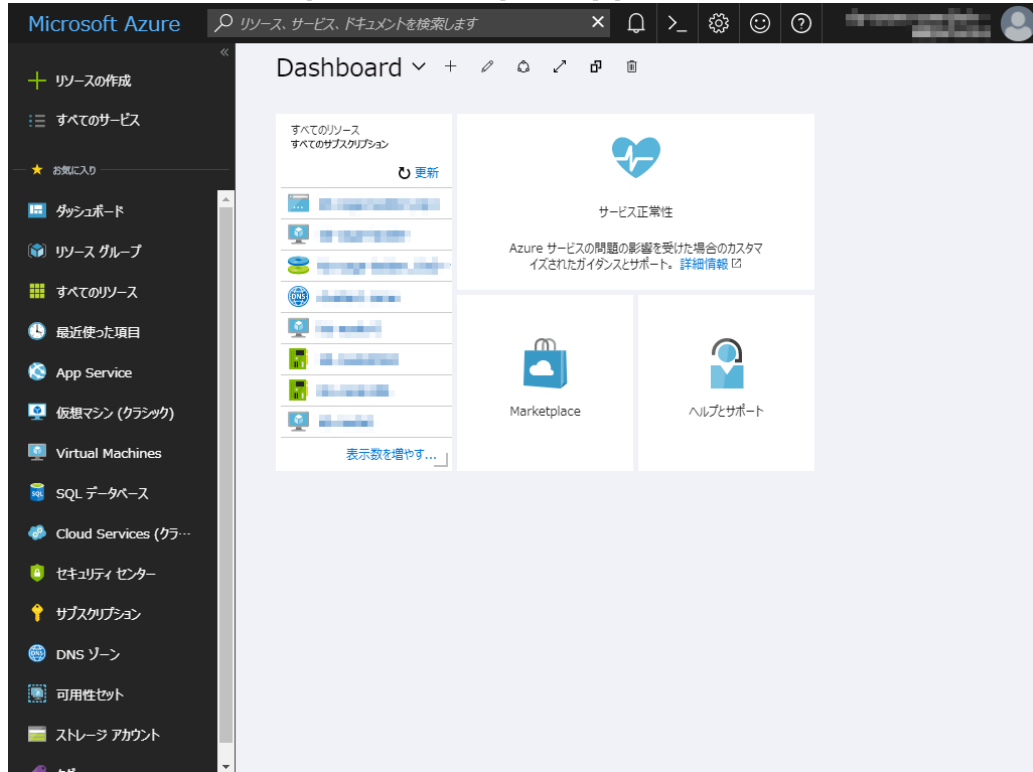 Microsoft Azure
リソース、サービス、ドキュメントを検索します
リソースの作成
すべてのサービス
お気に入り
ダッシュボード
リソース グループ
すべてのリソース
最近使った項目
App Service
仮想マシン (クラシック)
Virtual Machines
SQL データベース
Cloud Services (クラ…
セキュリティ センター
サブスクリプション
DNS ゾーン
可用性セット
ストレージ アカウント
Dashboard
すべてのリソース
すべてのサブスクリプション
更新
表示数を増やす...
サービス正常性
Azure サービスの問題の影響を受けた場合のカスタマ
イズされたガイダンスとサポート。詳細情報
Marketplace
ヘルプとサポート